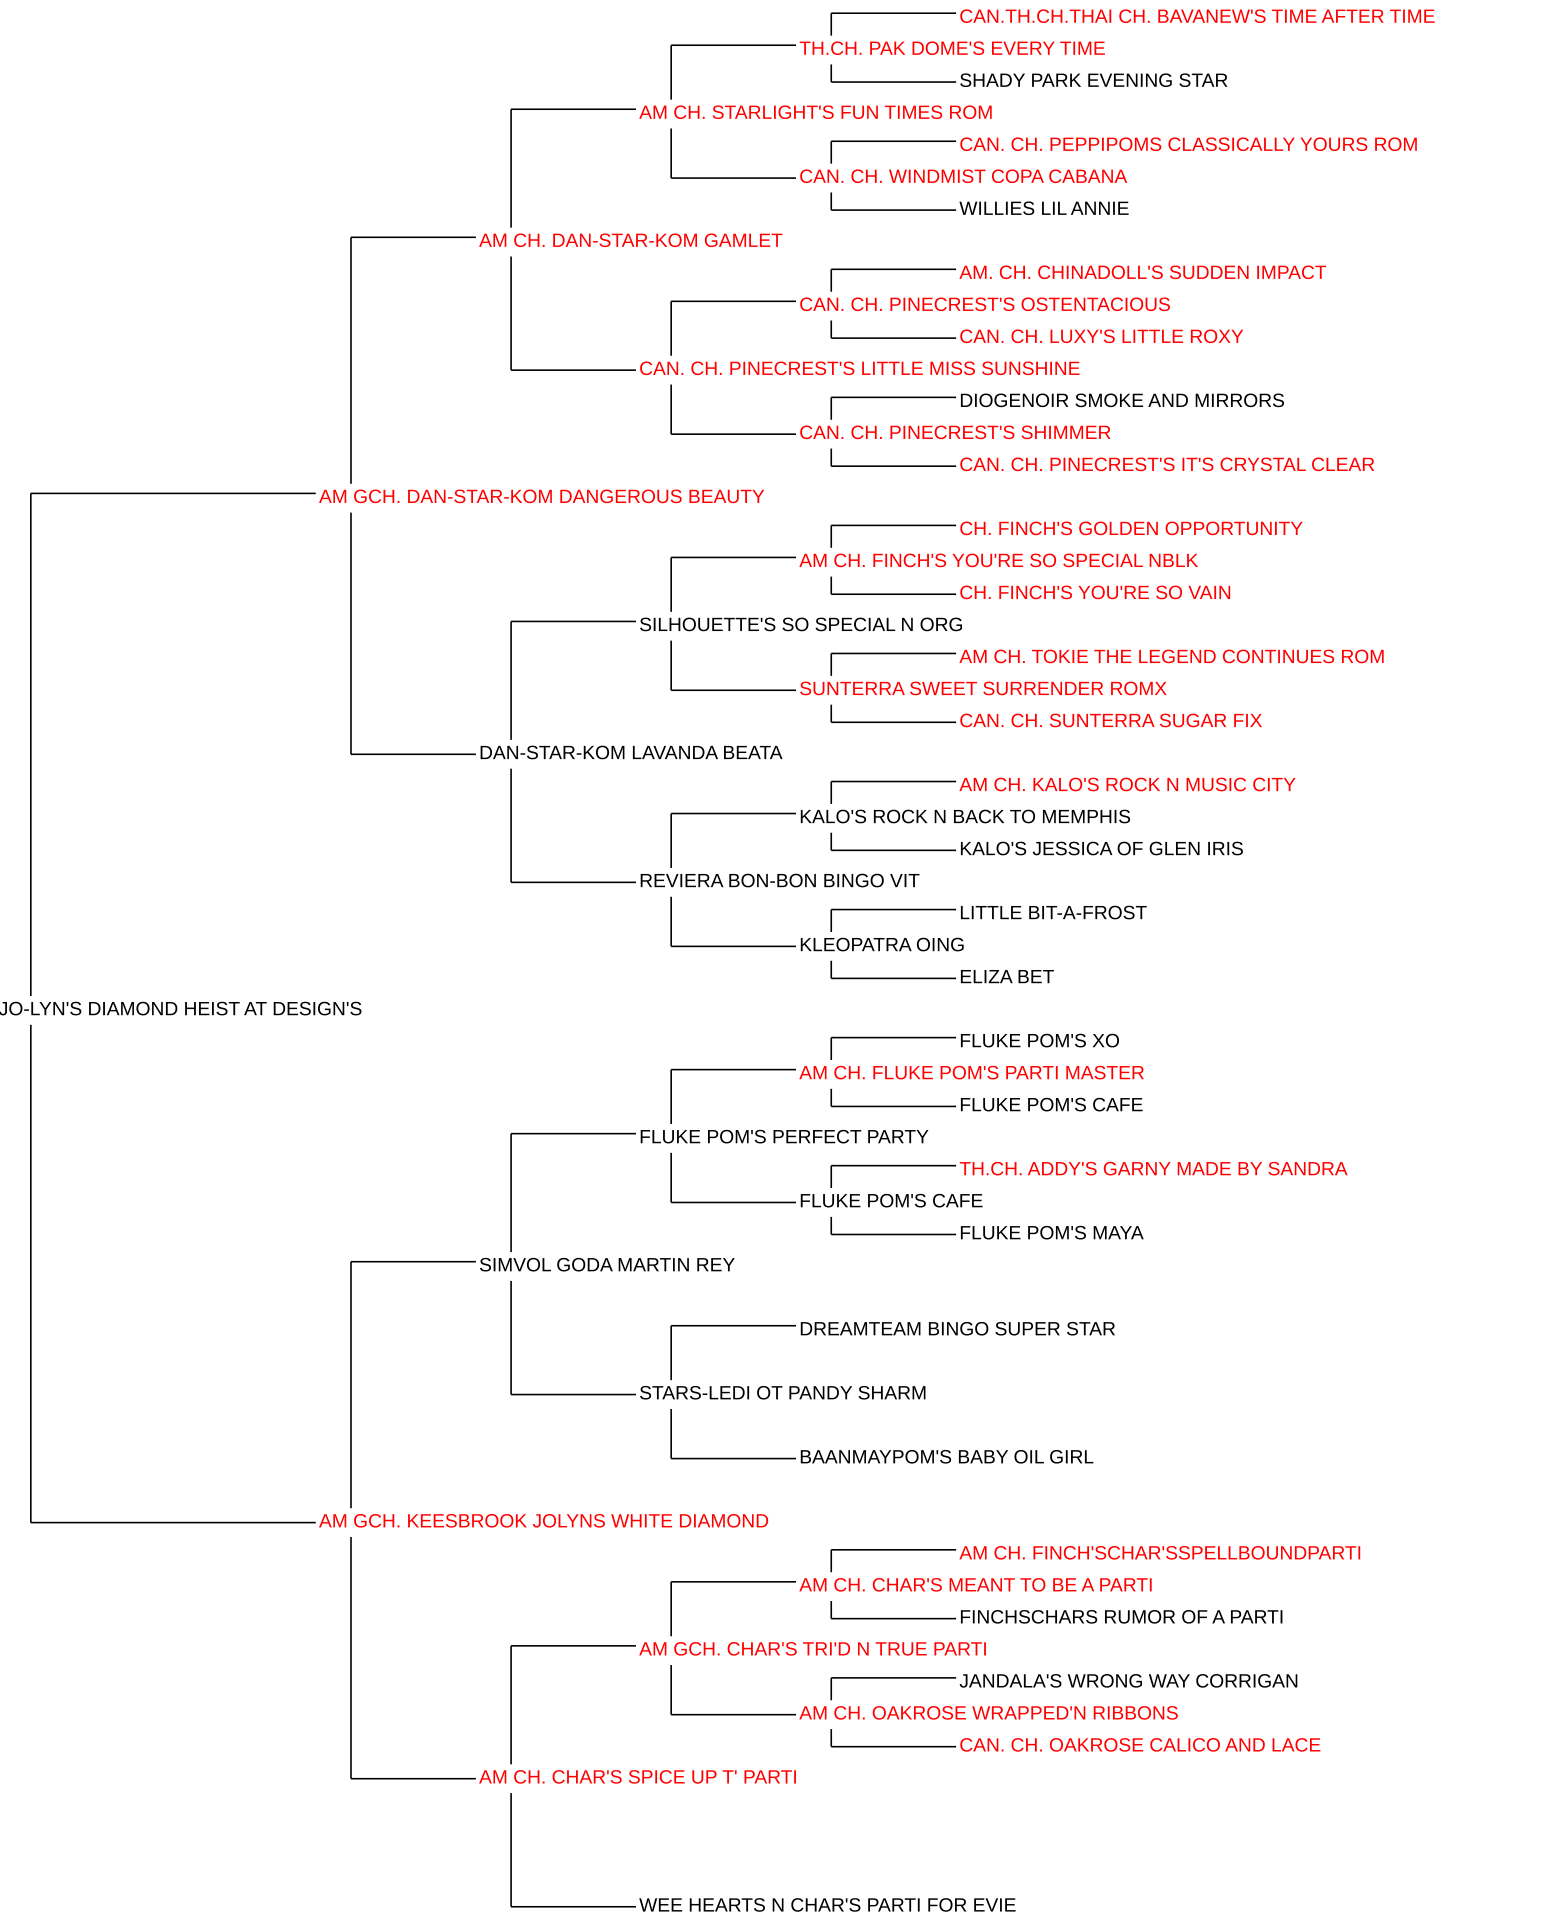 CAN.TH.CH.THAI CH. BAVANEW'S TIME AFTER TIME
TH.CH. PAK DOME'S EVERY TIME
SHADY PARK EVENING STAR
AM CH. STARLIGHT'S FUN TIMES ROM
CAN. CH. PEPPIPOMS CLASSICALLY YOURS ROM
CAN. CH. WINDMIST COPA CABANA
WILLIES LIL ANNIE
AM CH. DAN-STAR-KOM GAMLET
AM. CH. CHINADOLL'S SUDDEN IMPACT
CAN. CH. PINECREST'S OSTENTACIOUS
CAN. CH. LUXY'S LITTLE ROXY
CAN. CH. PINECREST'S LITTLE MISS SUNSHINE
DIOGENOIR SMOKE AND MIRRORS
CAN. CH. PINECREST'S SHIMMER
CAN. CH. PINECREST'S IT'S CRYSTAL CLEAR
AM GCH. DAN-STAR-KOM DANGEROUS BEAUTY
CH. FINCH'S GOLDEN OPPORTUNITY
AM CH. FINCH'S YOU'RE SO SPECIAL NBLK
CH. FINCH'S YOU'RE SO VAIN
SILHOUETTE'S SO SPECIAL N ORG
AM CH. TOKIE THE LEGEND CONTINUES ROM
SUNTERRA SWEET SURRENDER ROMX
CAN. CH. SUNTERRA SUGAR FIX
DAN-STAR-KOM LAVANDA BEATA
AM CH. KALO'S ROCK N MUSIC CITY
KALO'S ROCK N BACK TO MEMPHIS
KALO'S JESSICA OF GLEN IRIS
REVIERA BON-BON BINGO VIT
LITTLE BIT-A-FROST
KLEOPATRA OING
ELIZA BET
JO-LYN'S DIAMOND HEIST AT DESIGN'S
FLUKE POM'S XO
AM CH. FLUKE POM'S PARTI MASTER
FLUKE POM'S CAFE
FLUKE POM'S PERFECT PARTY
TH.CH. ADDY'S GARNY MADE BY SANDRA
FLUKE POM'S CAFE
FLUKE POM'S MAYA
SIMVOL GODA MARTIN REY
DREAMTEAM BINGO SUPER STAR
STARS-LEDI OT PANDY SHARM
BAANMAYPOM'S BABY OIL GIRL
AM GCH. KEESBROOK JOLYNS WHITE DIAMOND
AM CH. FINCH'SCHAR'SSPELLBOUNDPARTI
AM CH. CHAR'S MEANT TO BE A PARTI
FINCHSCHARS RUMOR OF A PARTI
AM GCH. CHAR'S TRI'D N TRUE PARTI
JANDALA'S WRONG WAY CORRIGAN
AM CH. OAKROSE WRAPPED'N RIBBONS
CAN. CH. OAKROSE CALICO AND LACE
AM CH. CHAR'S SPICE UP T' PARTI
WEE HEARTS N CHAR'S PARTI FOR EVIE